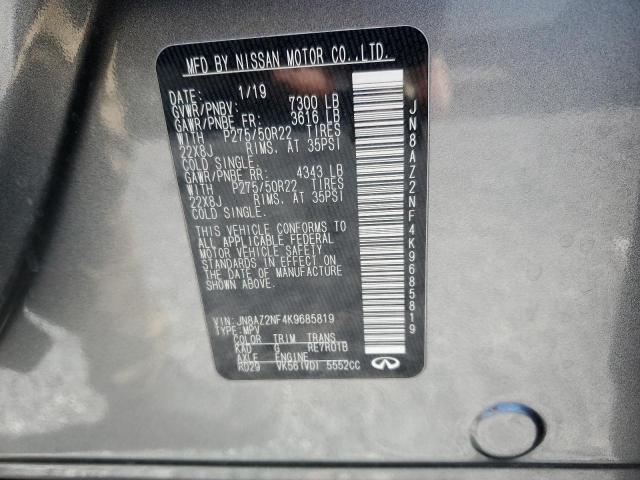 MFD BY NISSAN MOTOR CO.,LTD.
DATE: 1/19
GVWR/PNBV: 7300 LB
GAWR/PNBE FR: 3616 LB
WITH P275/50R22 TIRES
22X8J RIMS. AT 35PSI
COLD SINGLE.
GAWR/PNBE RR: 4343 LB
WITH P275/50R22 TIRES
22X8J RIMS. AT 35PSI
COLD SINGLE.
THIS VEHICLE CONFORMS TO
ALL APPLICABLE FEDERAL
MOTOR VEHICLE SAFETY
STANDARDS IN EFFECT ON
THE DATE OF MANUFACTURE
SHOWN ABOVE.
VIN: JN8AZ2NF4K9685819
TYPE: MPV
COLOR TRIM TRANS
KAD G RE7R01B
AXLE ENGINE
RD29 VK56(VD) 5552CC
JN8AZ2NF4K9685819